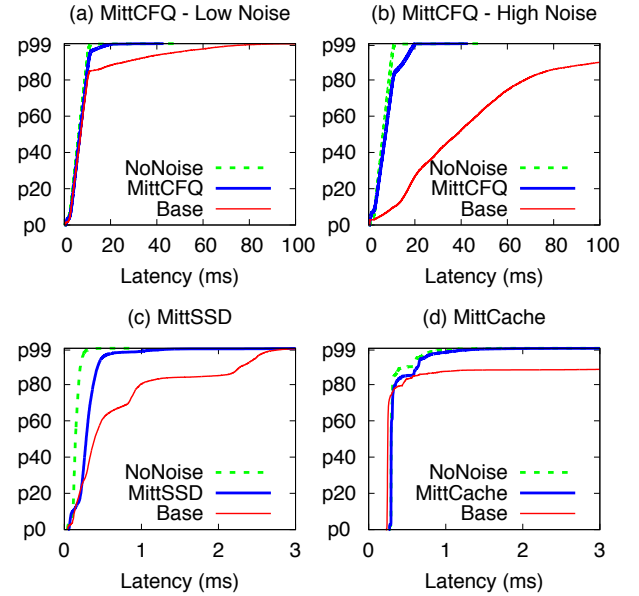 (a) MittCFQ - Low Noise
p99
p80
p60
p40
p20
p0
NoNoise
MittCFQ
Base
0 20 40 60 80 100
Latency (ms)
(b) MittCFQ - High Noise
p99
p80
p60
p40
p20
p0
NoNoise
MittCFQ
Base
0 20 40 60 80 100
Latency (ms)
(c) MittSSD
p99
p80
p60
p40
p20
p0
NoNoise
MittSSD
Base
0 1 2 3
Latency (ms)
(d) MittCache
p99
p80
p60
p40
p20
p0
NoNoise
MittCache
Base
0 1 2 3
Latency (ms)